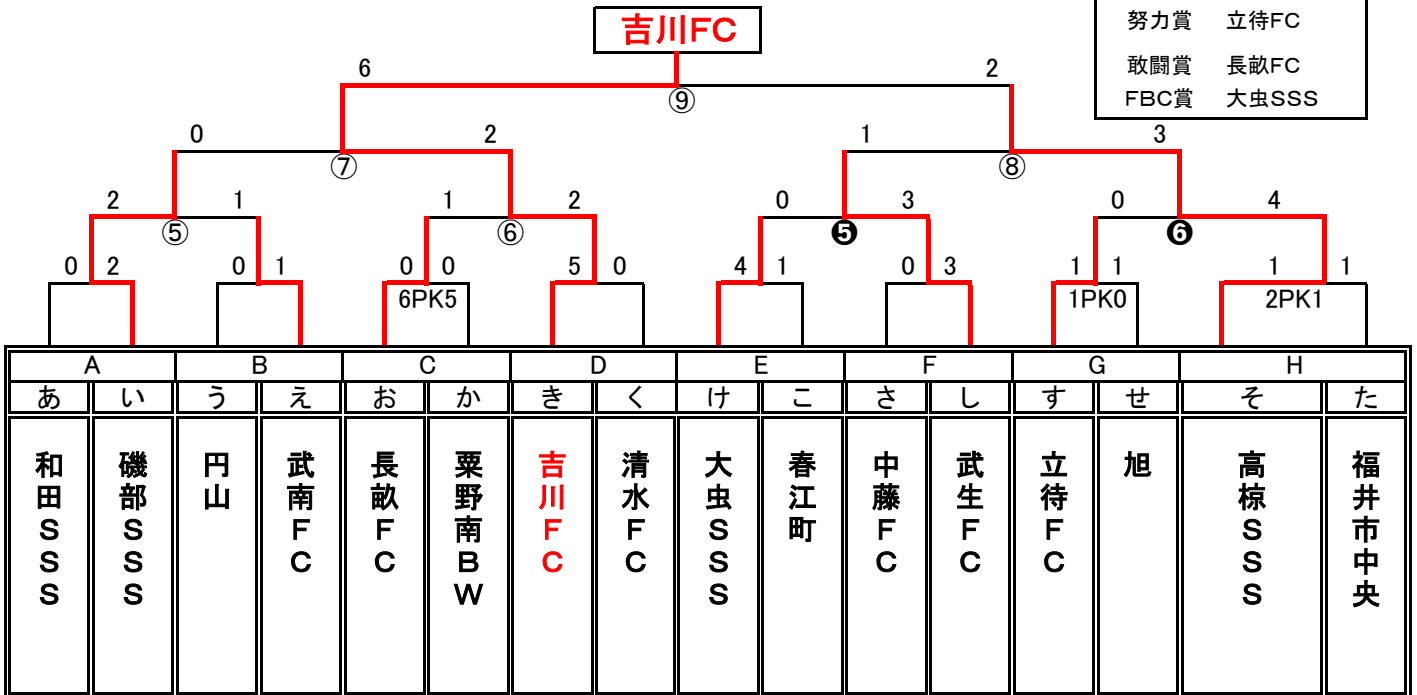 吉川FC
努力賞 立待FC
敢闘賞 長畝FC
FBC賞 大虫SSS
6 2
⑨
0 2 1 3
⑦ ⑧
2 1 1 2 0 3 0 4
⑤ ⑥ ❺ ❻
0 2 0 1 0 0 5 0 4 1 0 3 1 1 1 1
6PK5 1PK0 2PK1
A B C D E F G H
あ い う え お か き く け こ さ し す せ そ た
和田SSS
磯部SSS
円山
武南FC
長畝FC
粟野南BW
吉川FC
清水FC
大虫SSS
春江町
中藤FC
武生FC
立待FC
旭
高椋SSS
福井市中央